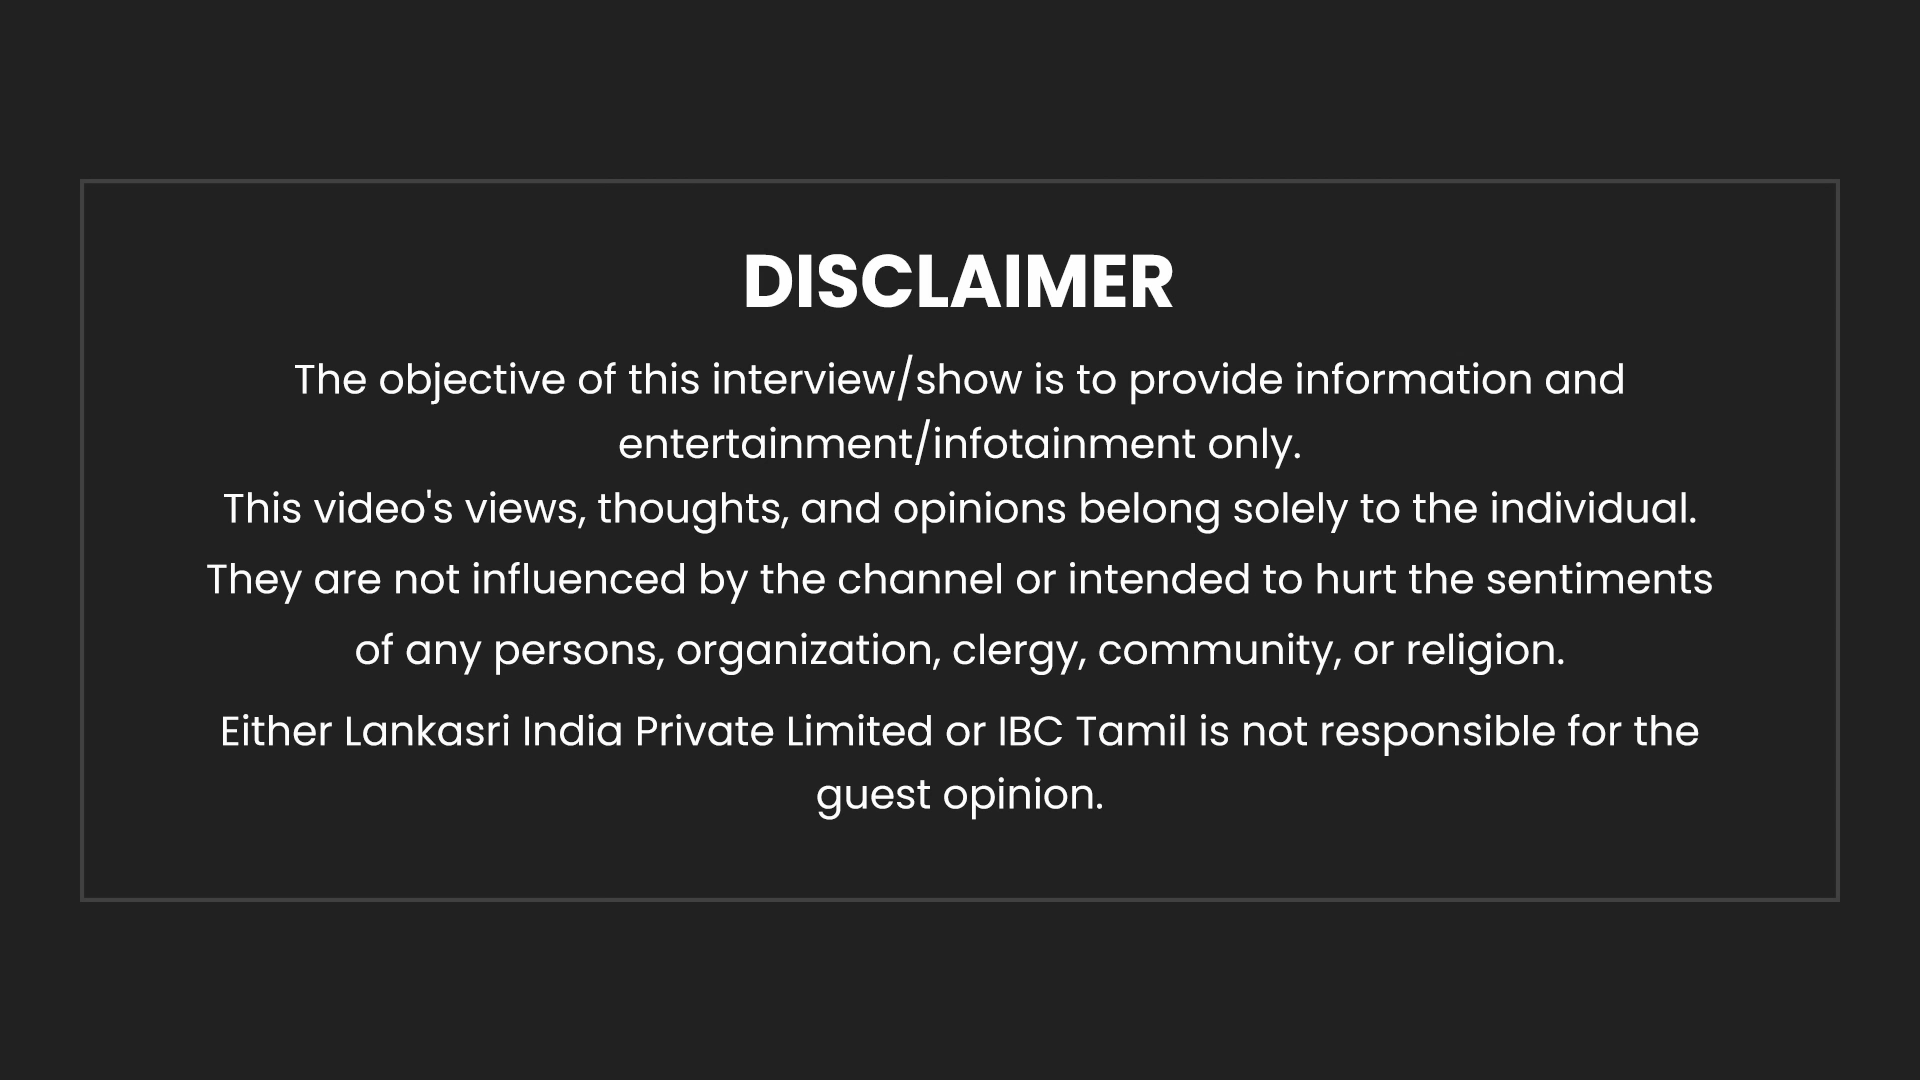 DISCLAIMER
The objective of this interview/show is to provide information and
entertainment/infotainment only.
This video's views, thoughts, and opinions belong solely to the individual.
They are not influenced by the channel or intended to hurt the sentiments
of any persons, organization, clergy, community, or religion.
Either Lankasri India Private Limited or IBC Tamil is not responsible for the
guest opinion.